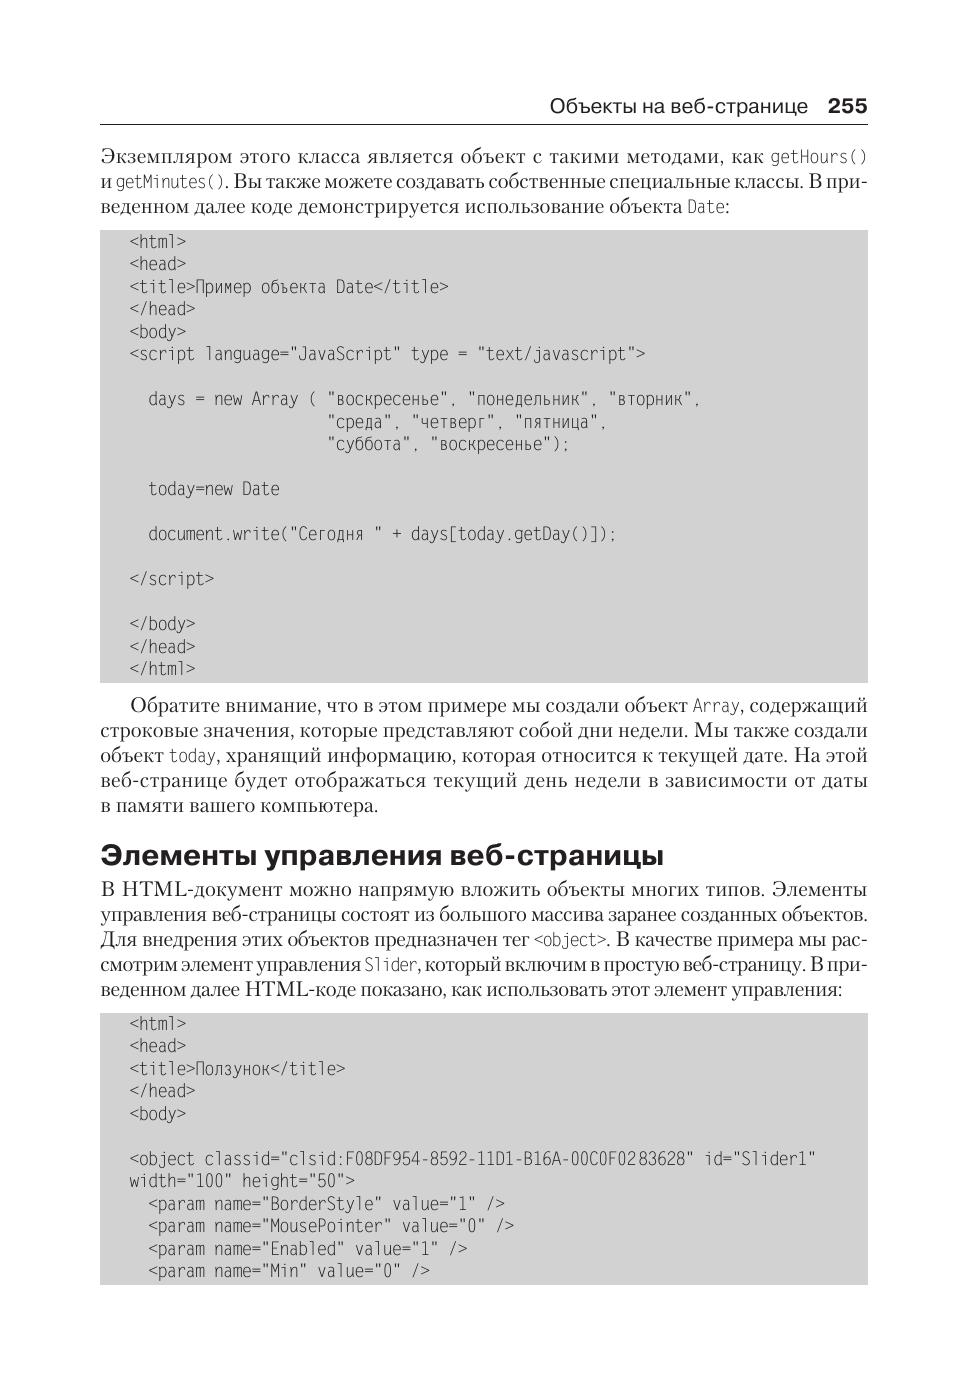 Объекты на веб-странице 255
Экземпляром этого класса является объект с такими методами, как getHours()
и getMinutes(). Вы также можете создавать собственные специальные классы. В при-
веденном далее коде демонстрируется использование объекта Date:
<html>
<head>
<title>Пример объекта Date</title>
</head>
<body>
<script language="JavaScript" type = "text/javascript">
days = new Array ( "воскресенье", "понедельник", "вторник",
"среда", "четверг", "пятница",
"суббота", "воскресенье");
today=new Date
document.write("Сегодня " + days[today.getDay()]);
</script>
</body>
</head>
</html>
Обратите внимание, что в этом примере мы создали объект Array, содержащий
строковые значения, которые представляют собой дни недели. Мы также создали
объект today, хранящий информацию, которая относится к текущей дате. На этой
веб-странице будет отображаться текущий день недели в зависимости от даты
в памяти вашего компьютера.
Элементы управления веб-страницы
В HTML-документ можно напрямую вложить объекты многих типов. Элементы
управления веб-страницы состоят из большого массива заранее созданных объектов.
Для внедрения этих объектов предназначен тег <object>. В качестве примера мы рас-
смотрим элемент управления Slider, который включим в простую веб-страницу. В при-
веденном далее HTML-коде показано, как использовать этот элемент управления:
<html>
<head>
<title>Ползунок</title>
</head>
<body>
<object classid="clsid:F08DF954-8592-11D1-B16A-00C0F0283628" id="Slider1"
width="100" height="50">
<param name="BorderStyle" value="1" />
<param name="MousePointer" value="0" />
<param name="Enabled" value="1" />
<param name="Min" value="0" />